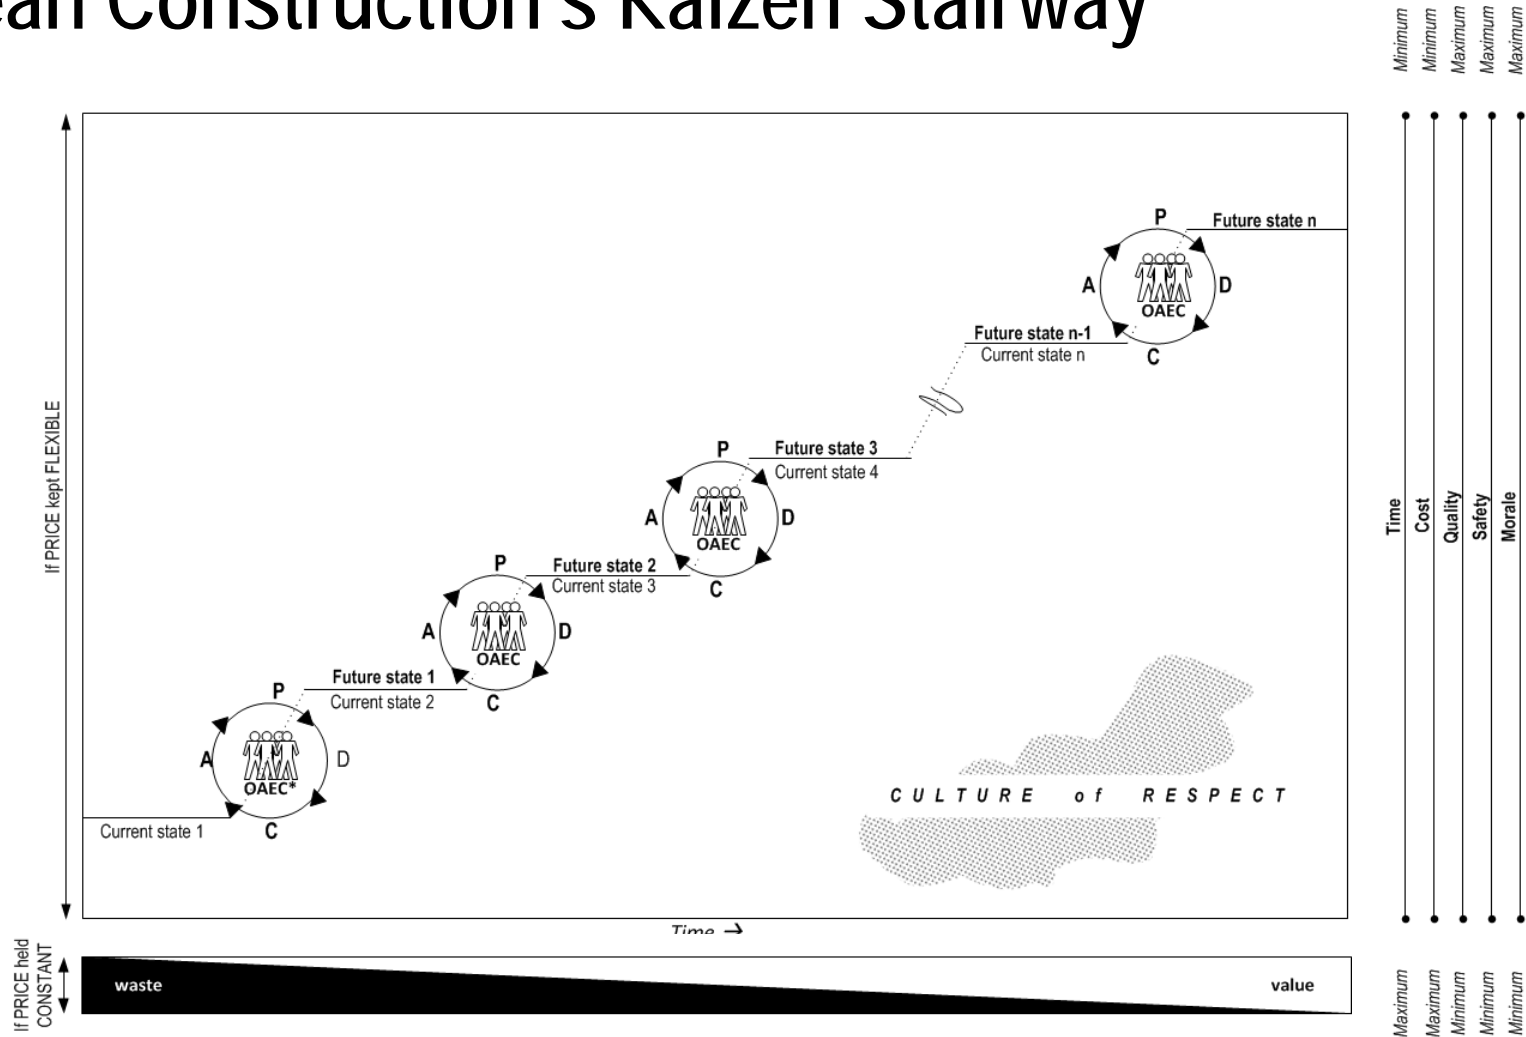 ean Construction's Kaizen Stairway
Minimum
Minimum
Maximum
Maximum
Maximum
If PRICE kept FLEXIBLE
P
Future state n
A
D
OAEC
C
Future state n-1
Current state n
P
Future state 3
Current state 4
A
D
OAEC
C
P
Future state 2
Current state 3
A
D
OAEC
C
P
Future state 1
Current state 2
A
D
OAEC*
C
Current state 1
CULTURE of RESPECT
Time
Cost
Quality
Safety
Morale
Time →
If PRICE held
CONSTANT
waste
value
Maximum
Maximum
Minimum
Minimum
Minimum